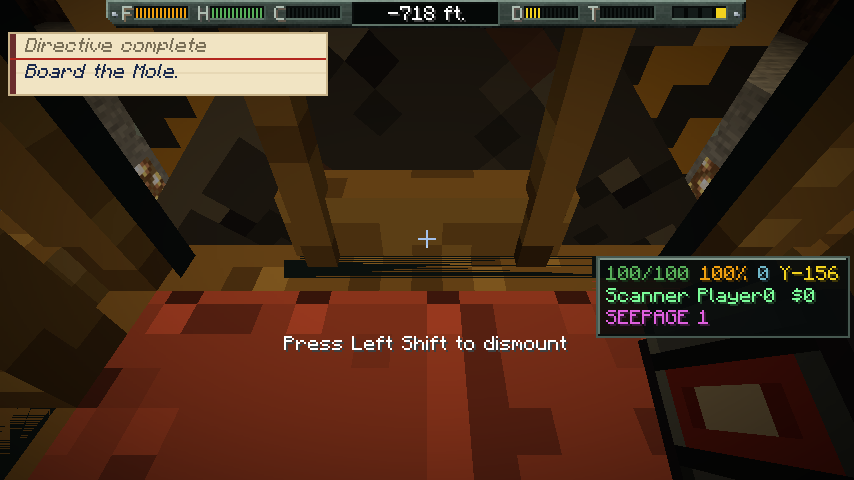 F H C -718 ft. D T
Directive complete
Board the Mole.
100/100 100% 0 Y-156
Scanner Player0 $0
SEEPAGE 1
Press Left Shift to dismount